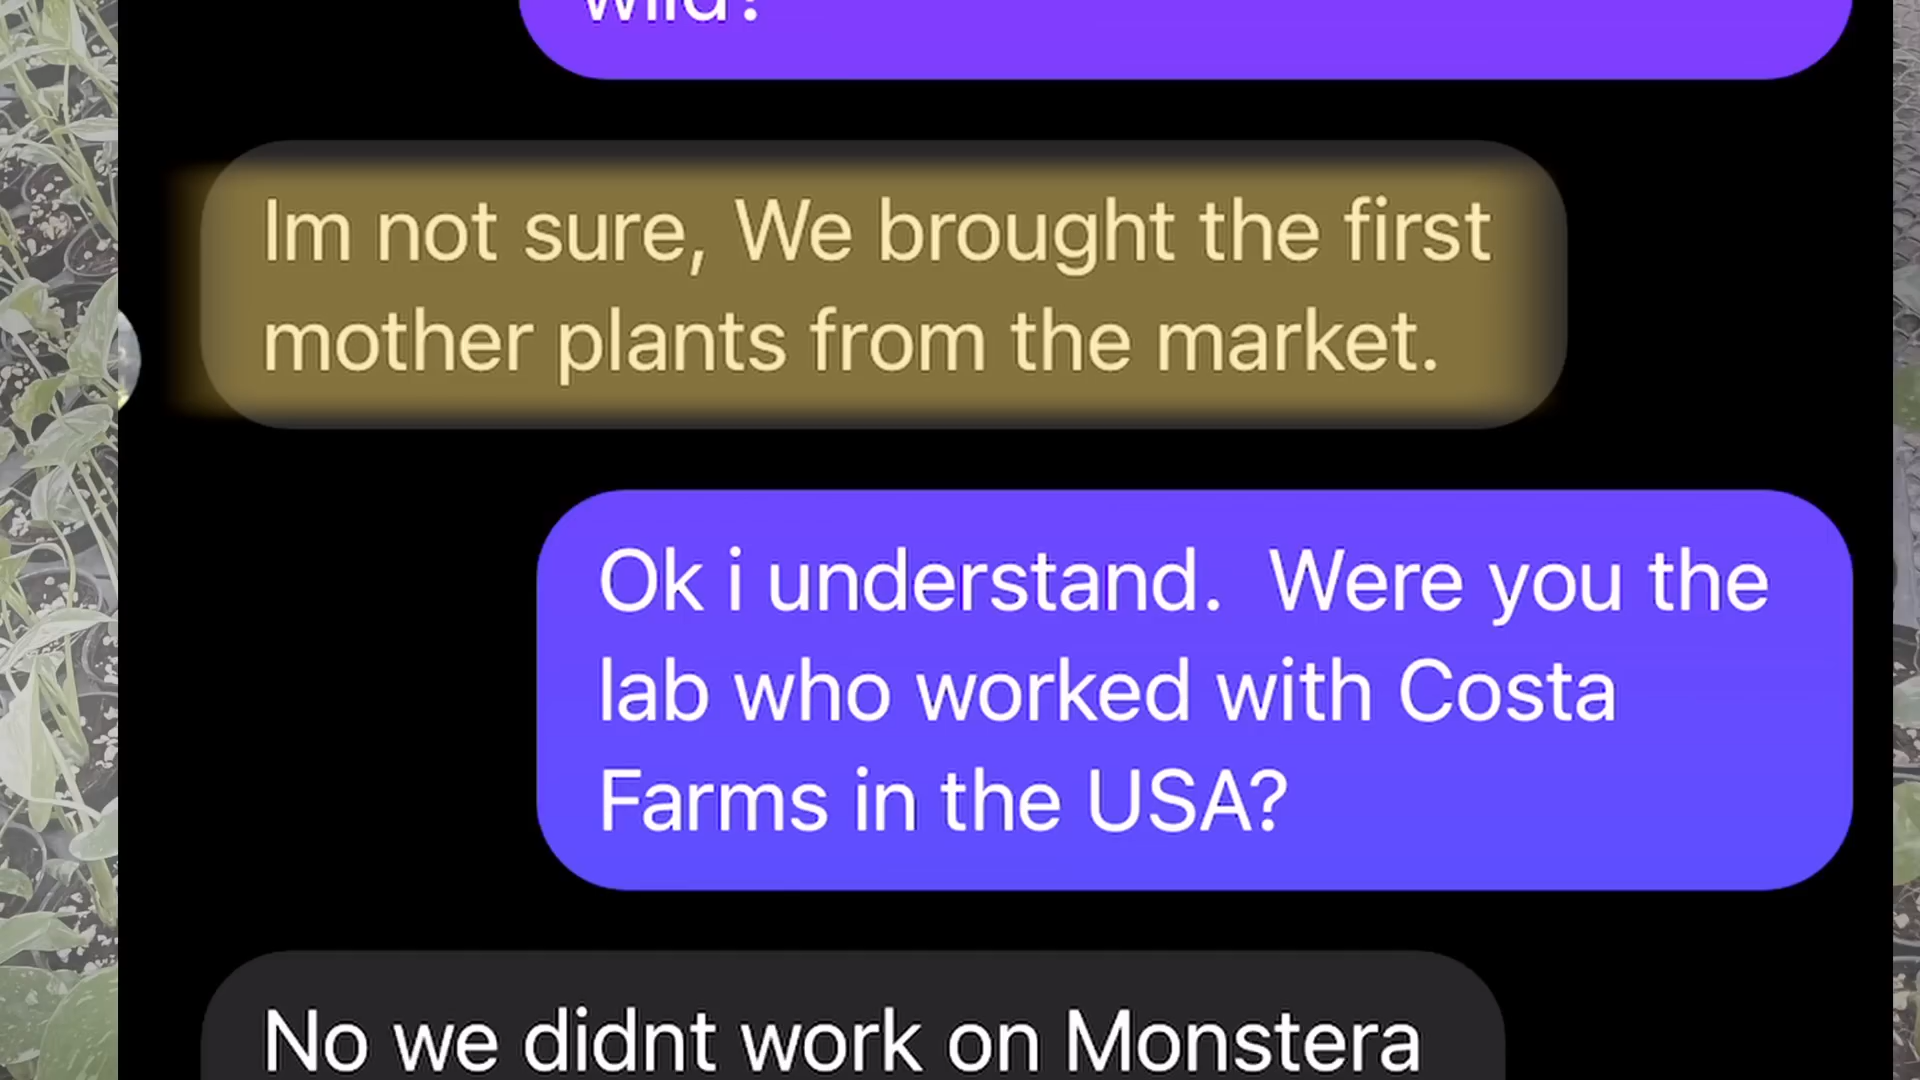 wild?
Im not sure, We brought the first
mother plants from the market.
Ok i understand.  Were you the
lab who worked with Costa
Farms in the USA?
No we didnt work on Monstera